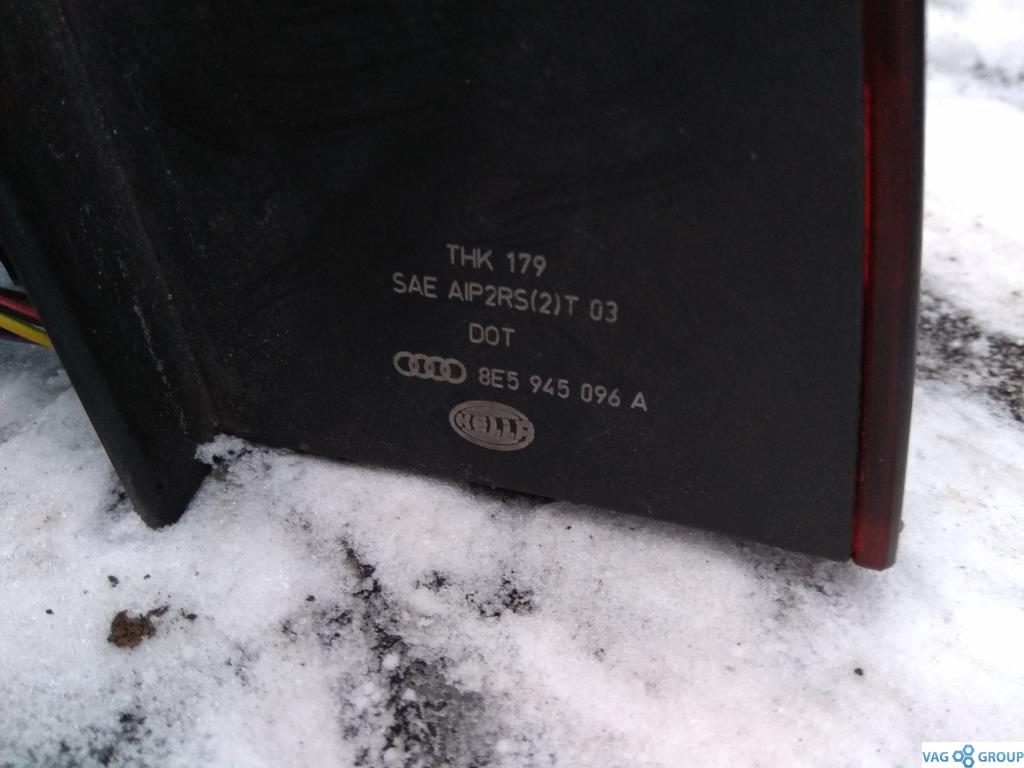 THK 179
SAE AIP2RS(2)T 03
DOT
8E5 945 096 A
HELLA
VAG GROUP